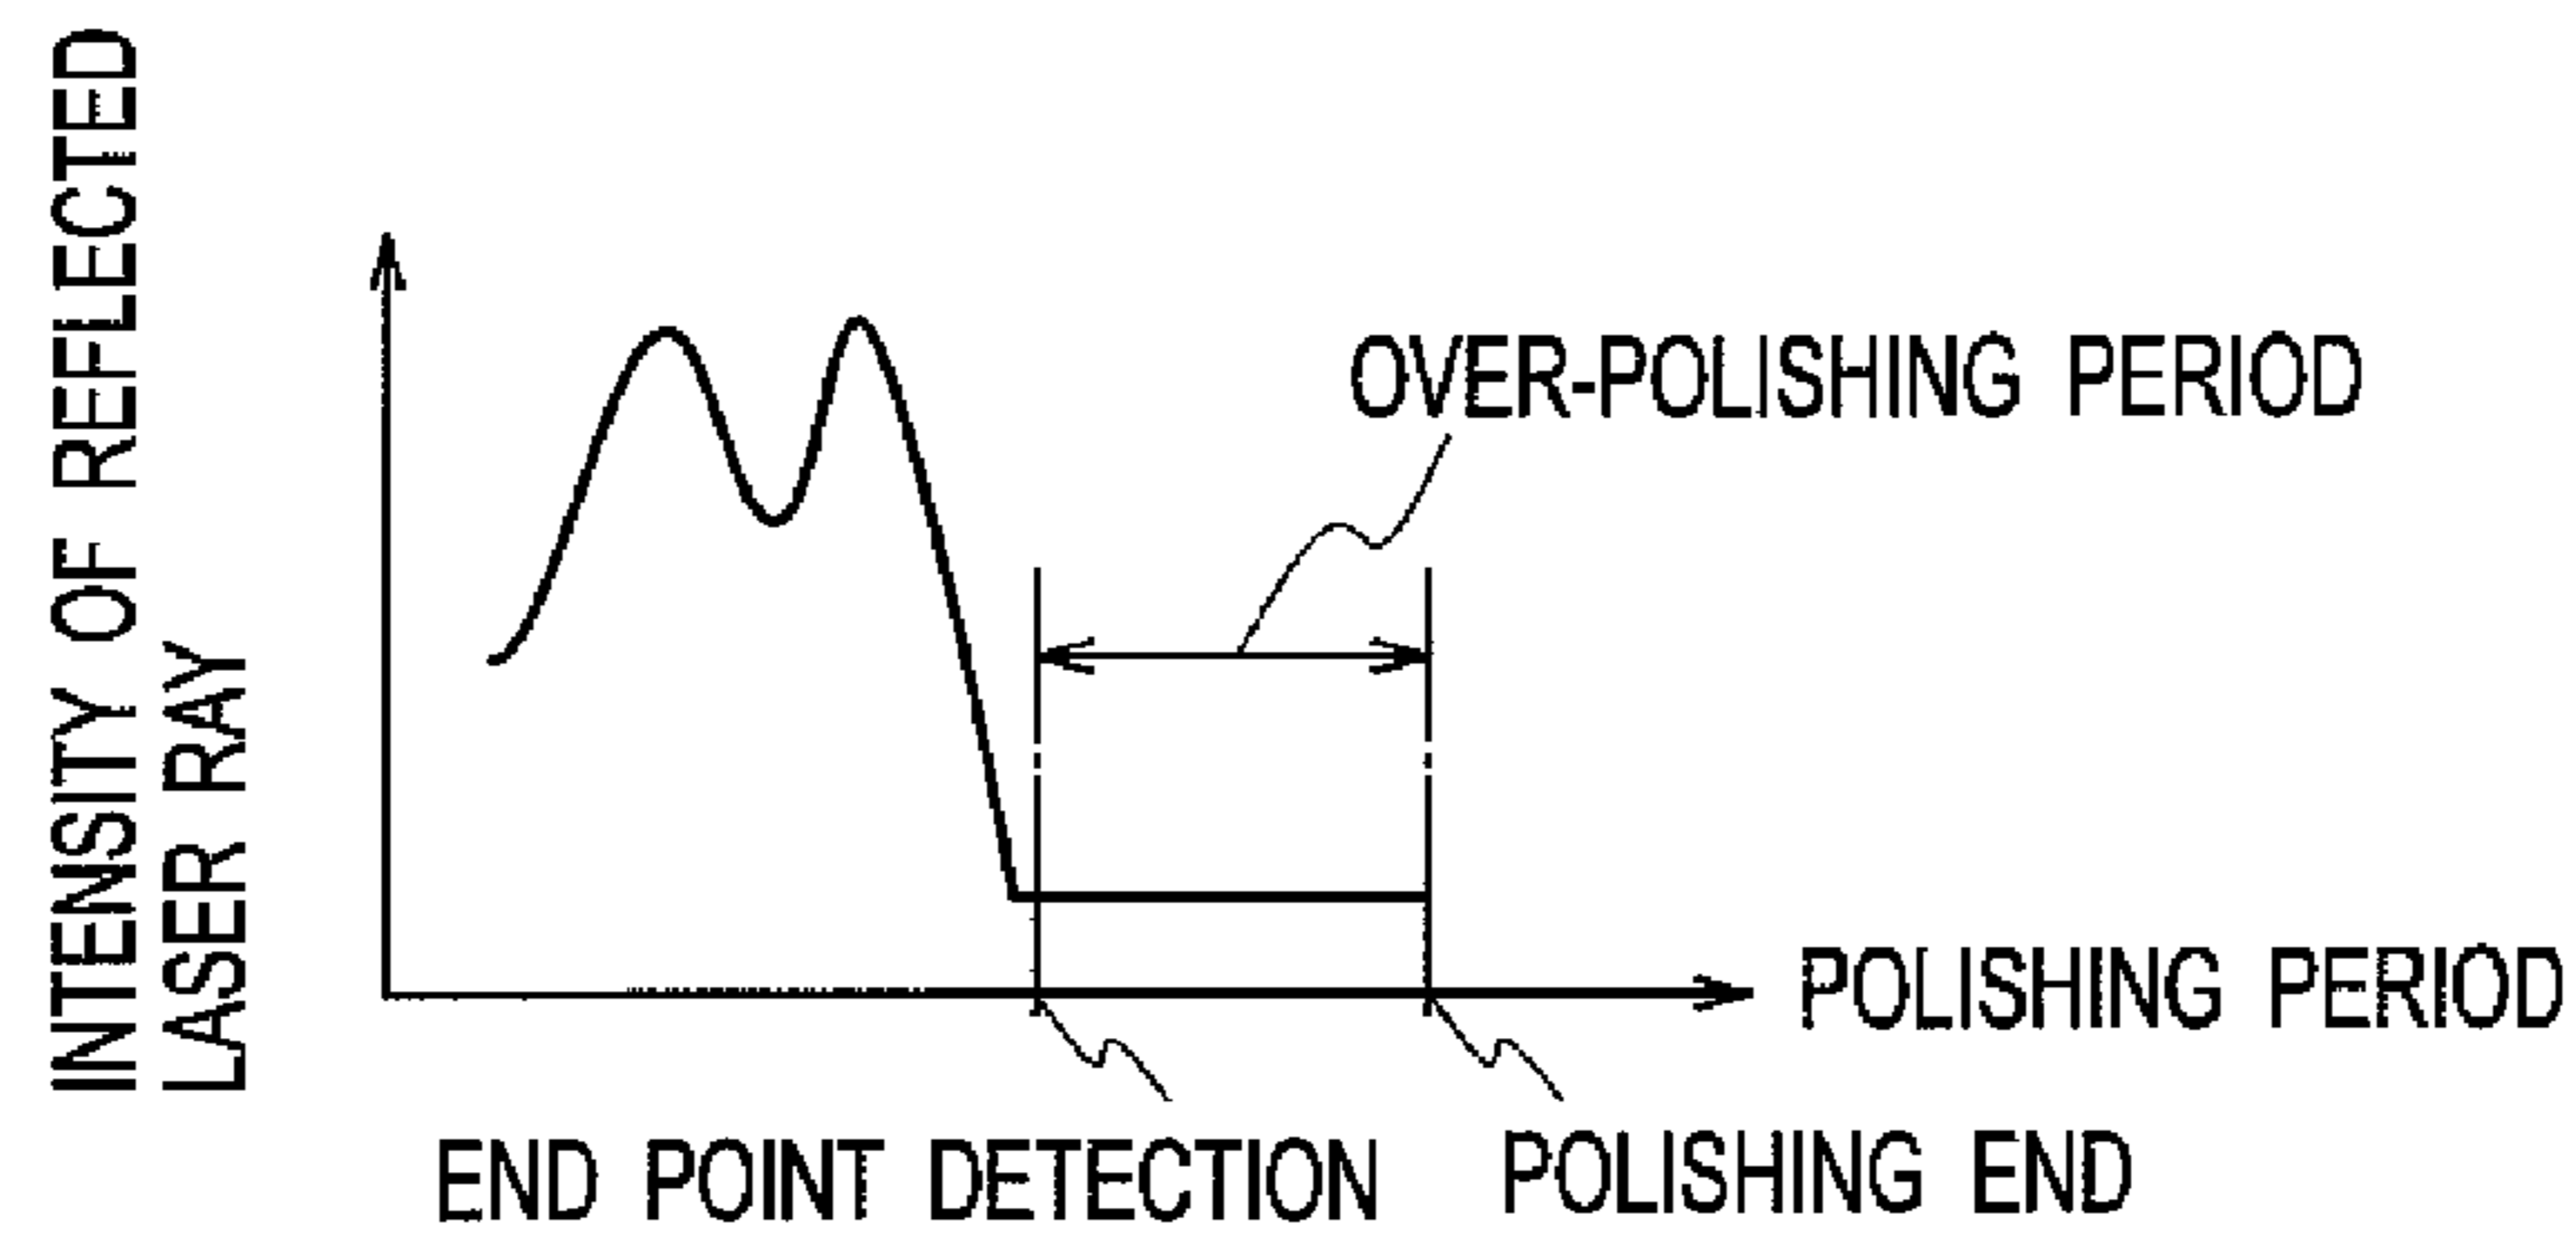 INTENSITY OF REFLECTED
LASER RAY
OVER-POLISHING PERIOD
POLISHING PERIOD
END POINT DETECTION
POLISHING END